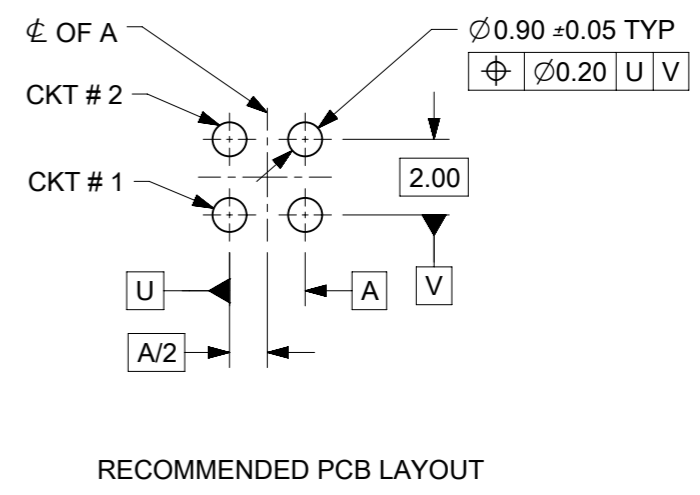 ℄ OF A
⌀0.90 ±0.05 TYP
⌖ ⌀0.20 U V
CKT # 2
2.00
CKT # 1
U
A
V
A/2
RECOMMENDED PCB LAYOUT